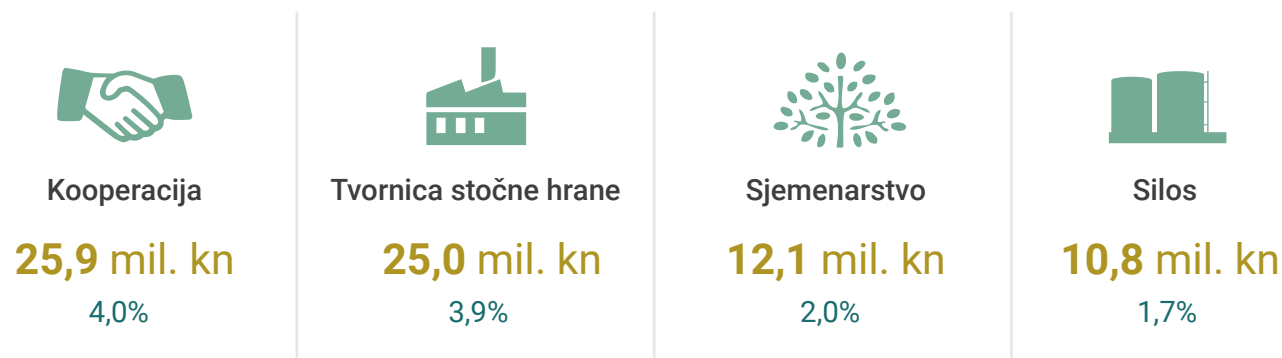 Kooperacija
25,9 mil. kn
4,0%
Tvornica stočne hrane
25,0 mil. kn
3,9%
Sjemenarstvo
12,1 mil. kn
2,0%
Silos
10,8 mil. kn
1,7%